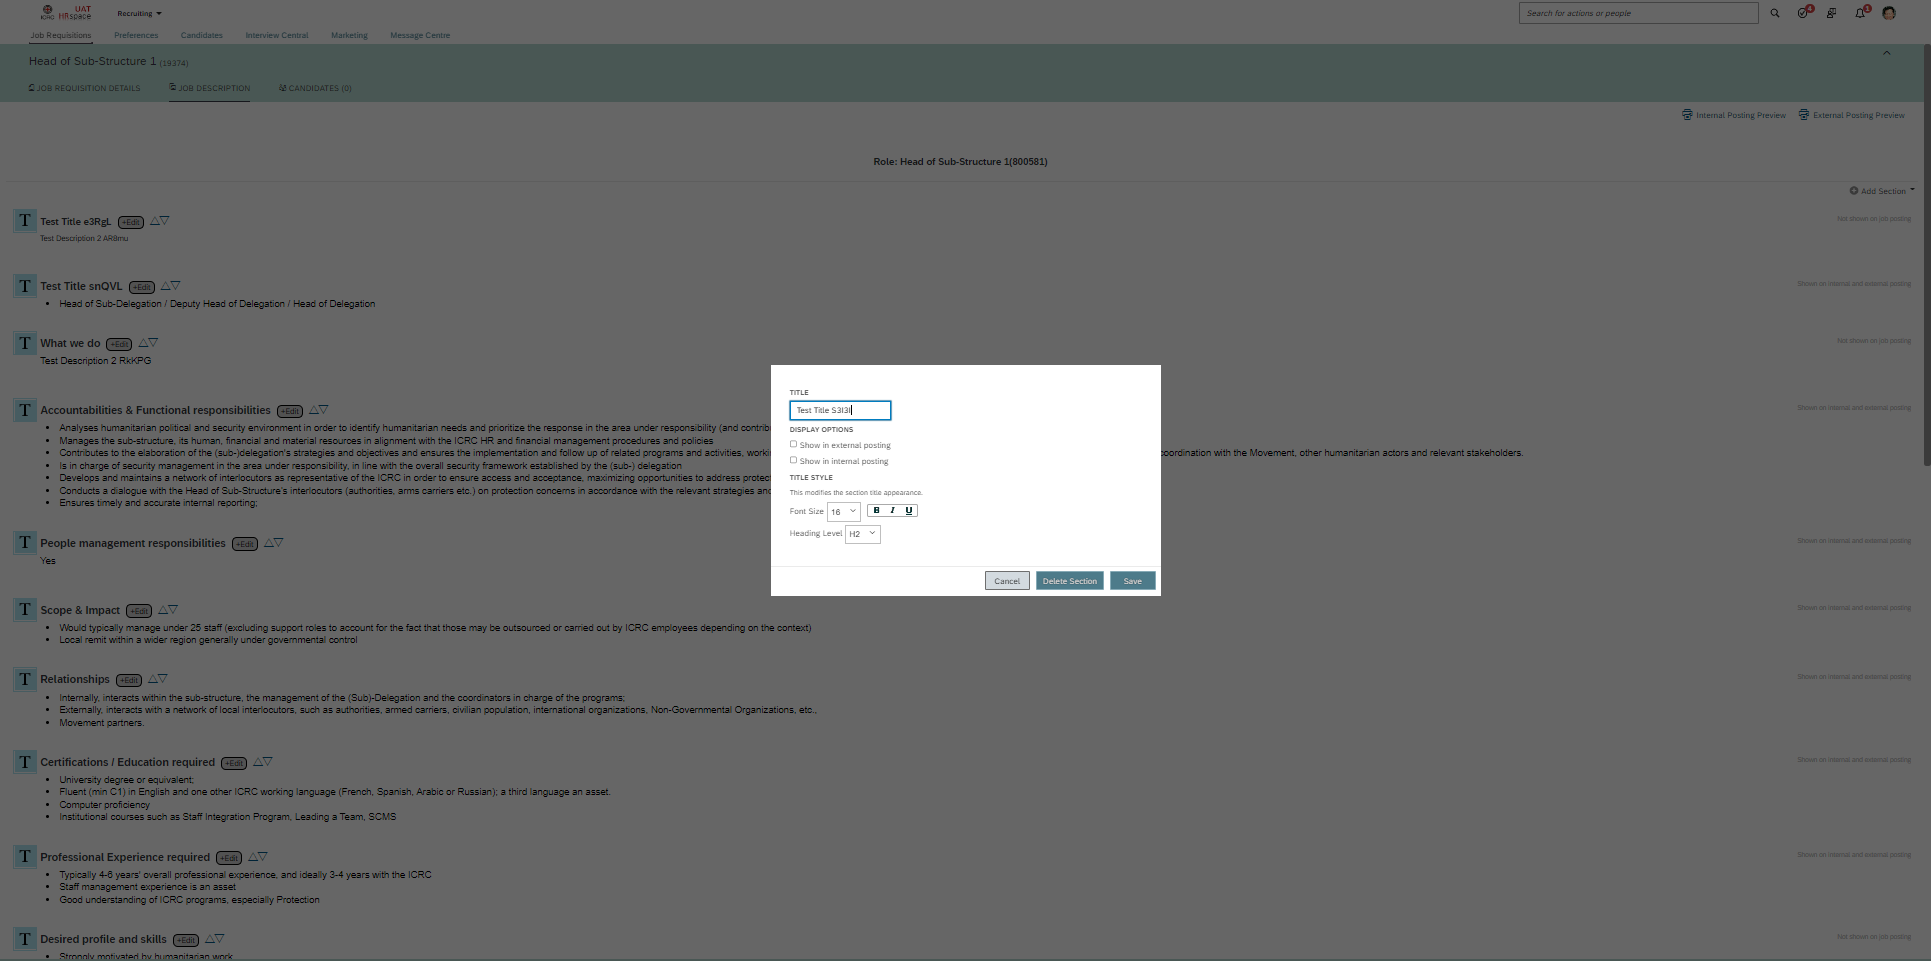 UAT
ICRC HRspace
Recruiting
Search for actions or people
4
1
Job Requisitions
Preferences
Candidates
Interview Central
Marketing
Message Centre
Head of Sub-Structure 1 (19374)
JOB REQUISITION DETAILS
JOB DESCRIPTION
CANDIDATES (0)
Internal Posting Preview
External Posting Preview
Role: Head of Sub-Structure 1(800581)
Add Section
T Test Title e3RgL +Edit
Not shown on job posting
Test Description 2 AR8mu
T Test Title snQVL +Edit
Shown on internal and external posting
• Head of Sub-Delegation / Deputy Head of Delegation / Head of Delegation
T What we do +Edit
Not shown on job posting
Test Description 2 RkKPG
T Accountabilities & Functional responsibilities +Edit
Shown on internal and external posting
• Analyses humanitarian political and security environment in order to identify humanitarian needs and prioritize the response in the area under responsibility (and contrib
• Manages the sub-structure, its human, financial and material resources in alignment with the ICRC HR and financial management procedures and policies
• Contributes to the elaboration of the (sub-)delegation's strategies and objectives and ensures the implementation and follow up of related programs and activities, worki
oordination with the Movement, other humanitarian actors and relevant stakeholders.
• Is in charge of security management in the area under responsibility, in line with the overall security framework established by the (sub-) delegation
• Develops and maintains a network of interlocutors as representative of the ICRC in order to ensure access and acceptance, maximizing opportunities to address protec
• Conducts a dialogue with the Head of Sub-Structure's interlocutors (authorities, arms carriers etc.) on protection concerns in accordance with the relevant strategies and
• Ensures timely and accurate internal reporting;
T People management responsibilities +Edit
Shown on internal and external posting
Yes
T Scope & Impact +Edit
Shown on internal and external posting
• Would typically manage under 25 staff (excluding support roles to account for the fact that those may be outsourced or carried out by ICRC employees depending on the context)
• Local remit within a wider region generally under governmental control
T Relationships +Edit
Shown on internal and external posting
• Internally, interacts within the sub-structure, the management of the (Sub)-Delegation and the coordinators in charge of the programs;
• Externally, interacts with a network of local interlocutors, such as authorities, armed carriers, civilian population, international organizations, Non-Governmental Organizations, etc.,
• Movement partners.
T Certifications / Education required +Edit
Shown on internal and external posting
• University degree or equivalent;
• Fluent (min C1) in English and one other ICRC working language (French, Spanish, Arabic or Russian); a third language an asset.
• Computer proficiency
• Institutional courses such as Staff Integration Program, Leading a Team, SCMS
T Professional Experience required +Edit
Shown on internal and external posting
• Typically 4-6 years' overall professional experience, and ideally 3-4 years with the ICRC
• Staff management experience is an asset
• Good understanding of ICRC programs, especially Protection
T Desired profile and skills +Edit
Not shown on job posting
• Strongly motivated by humanitarian work
TITLE
DISPLAY OPTIONS
Test Title
Show in external posting
Show in internal posting
TITLE STYLE
This modifies the section title appearance.
Font Size 16 B I U
Heading Level H2
Cancel
Delete Section
Save